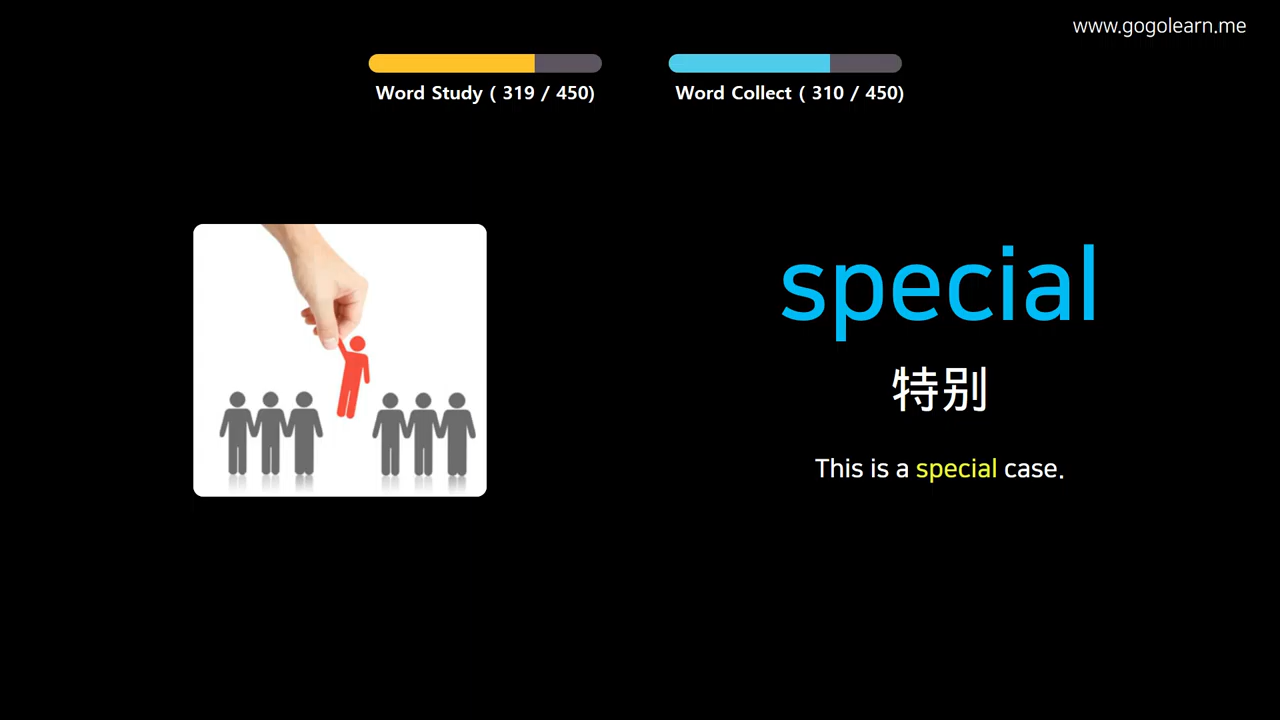 www.gogolearn.me
Word Study ( 319 / 450)
Word Collect ( 310 / 450)
special
特别
This is a special case.